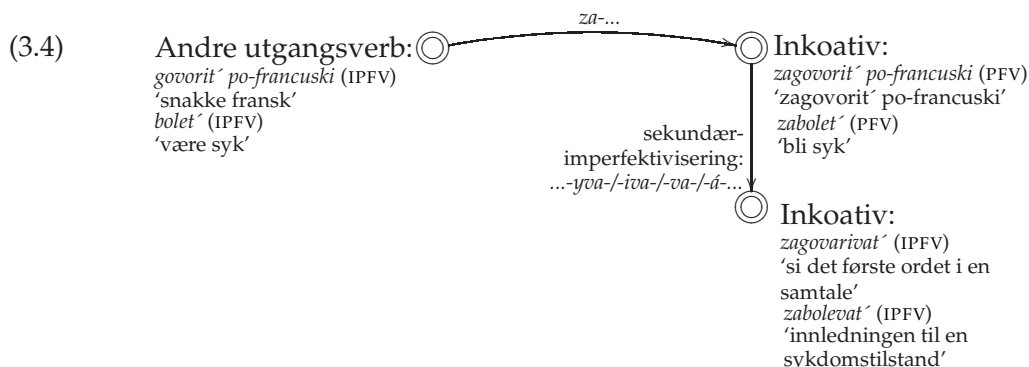 (3.4)
za-...
Andre utgangsverb:
govorit´ po-francuski (IPFV)
‘snakke fransk’
bolet´ (IPFV)
‘være syk’
Inkoativ:
zagovorit´ po-francuski (PFV)
‘zagovorit´ po-francuski’
zabolet´ (PFV)
‘bli syk’
sekundær-
imperfektivisering:
...-yva-/-iva-/-va-/-á-...
Inkoativ:
zagovarivat´ (IPFV)
‘si det første ordet i en
samtale’
zabolevat´ (IPFV)
‘innledningen til en
sykdomstilstand’